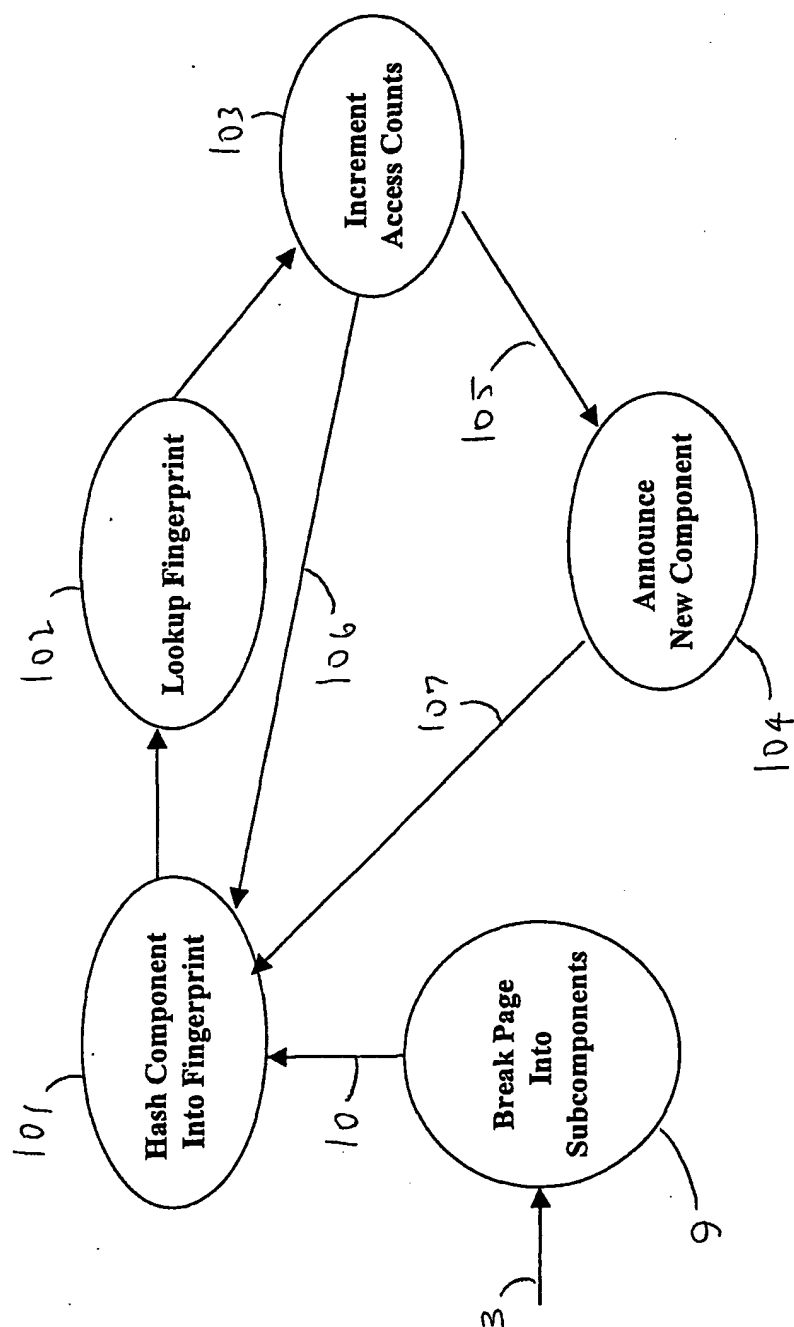 101
Hash Component
Into Fingerprint
102
Lookup Fingerprint
103
Increment
Access Counts
106
105
107
10
3
Break Page
Into
Subcomponents
9
Announce
New Component
104